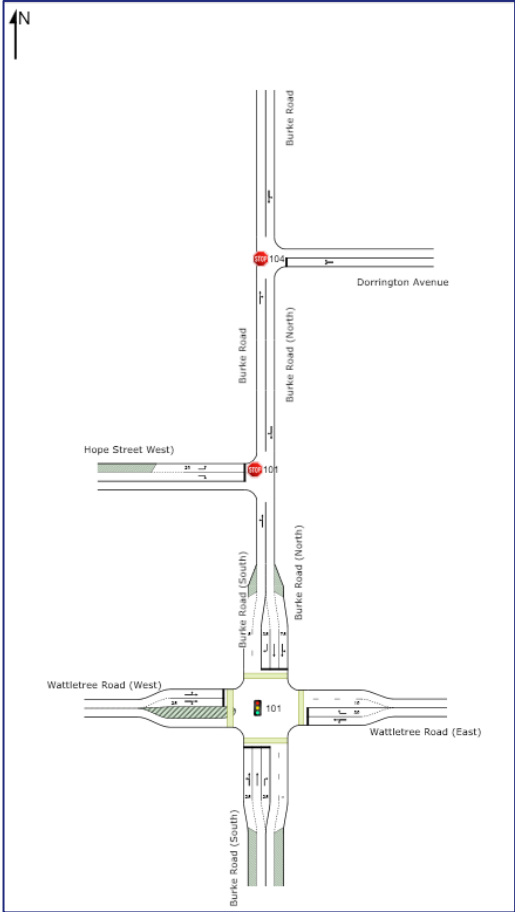 N
Burke Road
STOP 104
Dorrington Avenue
Burke Road
Burke Road (North)
Hope Street West)
STOP 101
Burke Road (South)
Burke Road (North)
Wattletree Road (West)
101
Wattletree Road (East)
Burke Road (South)